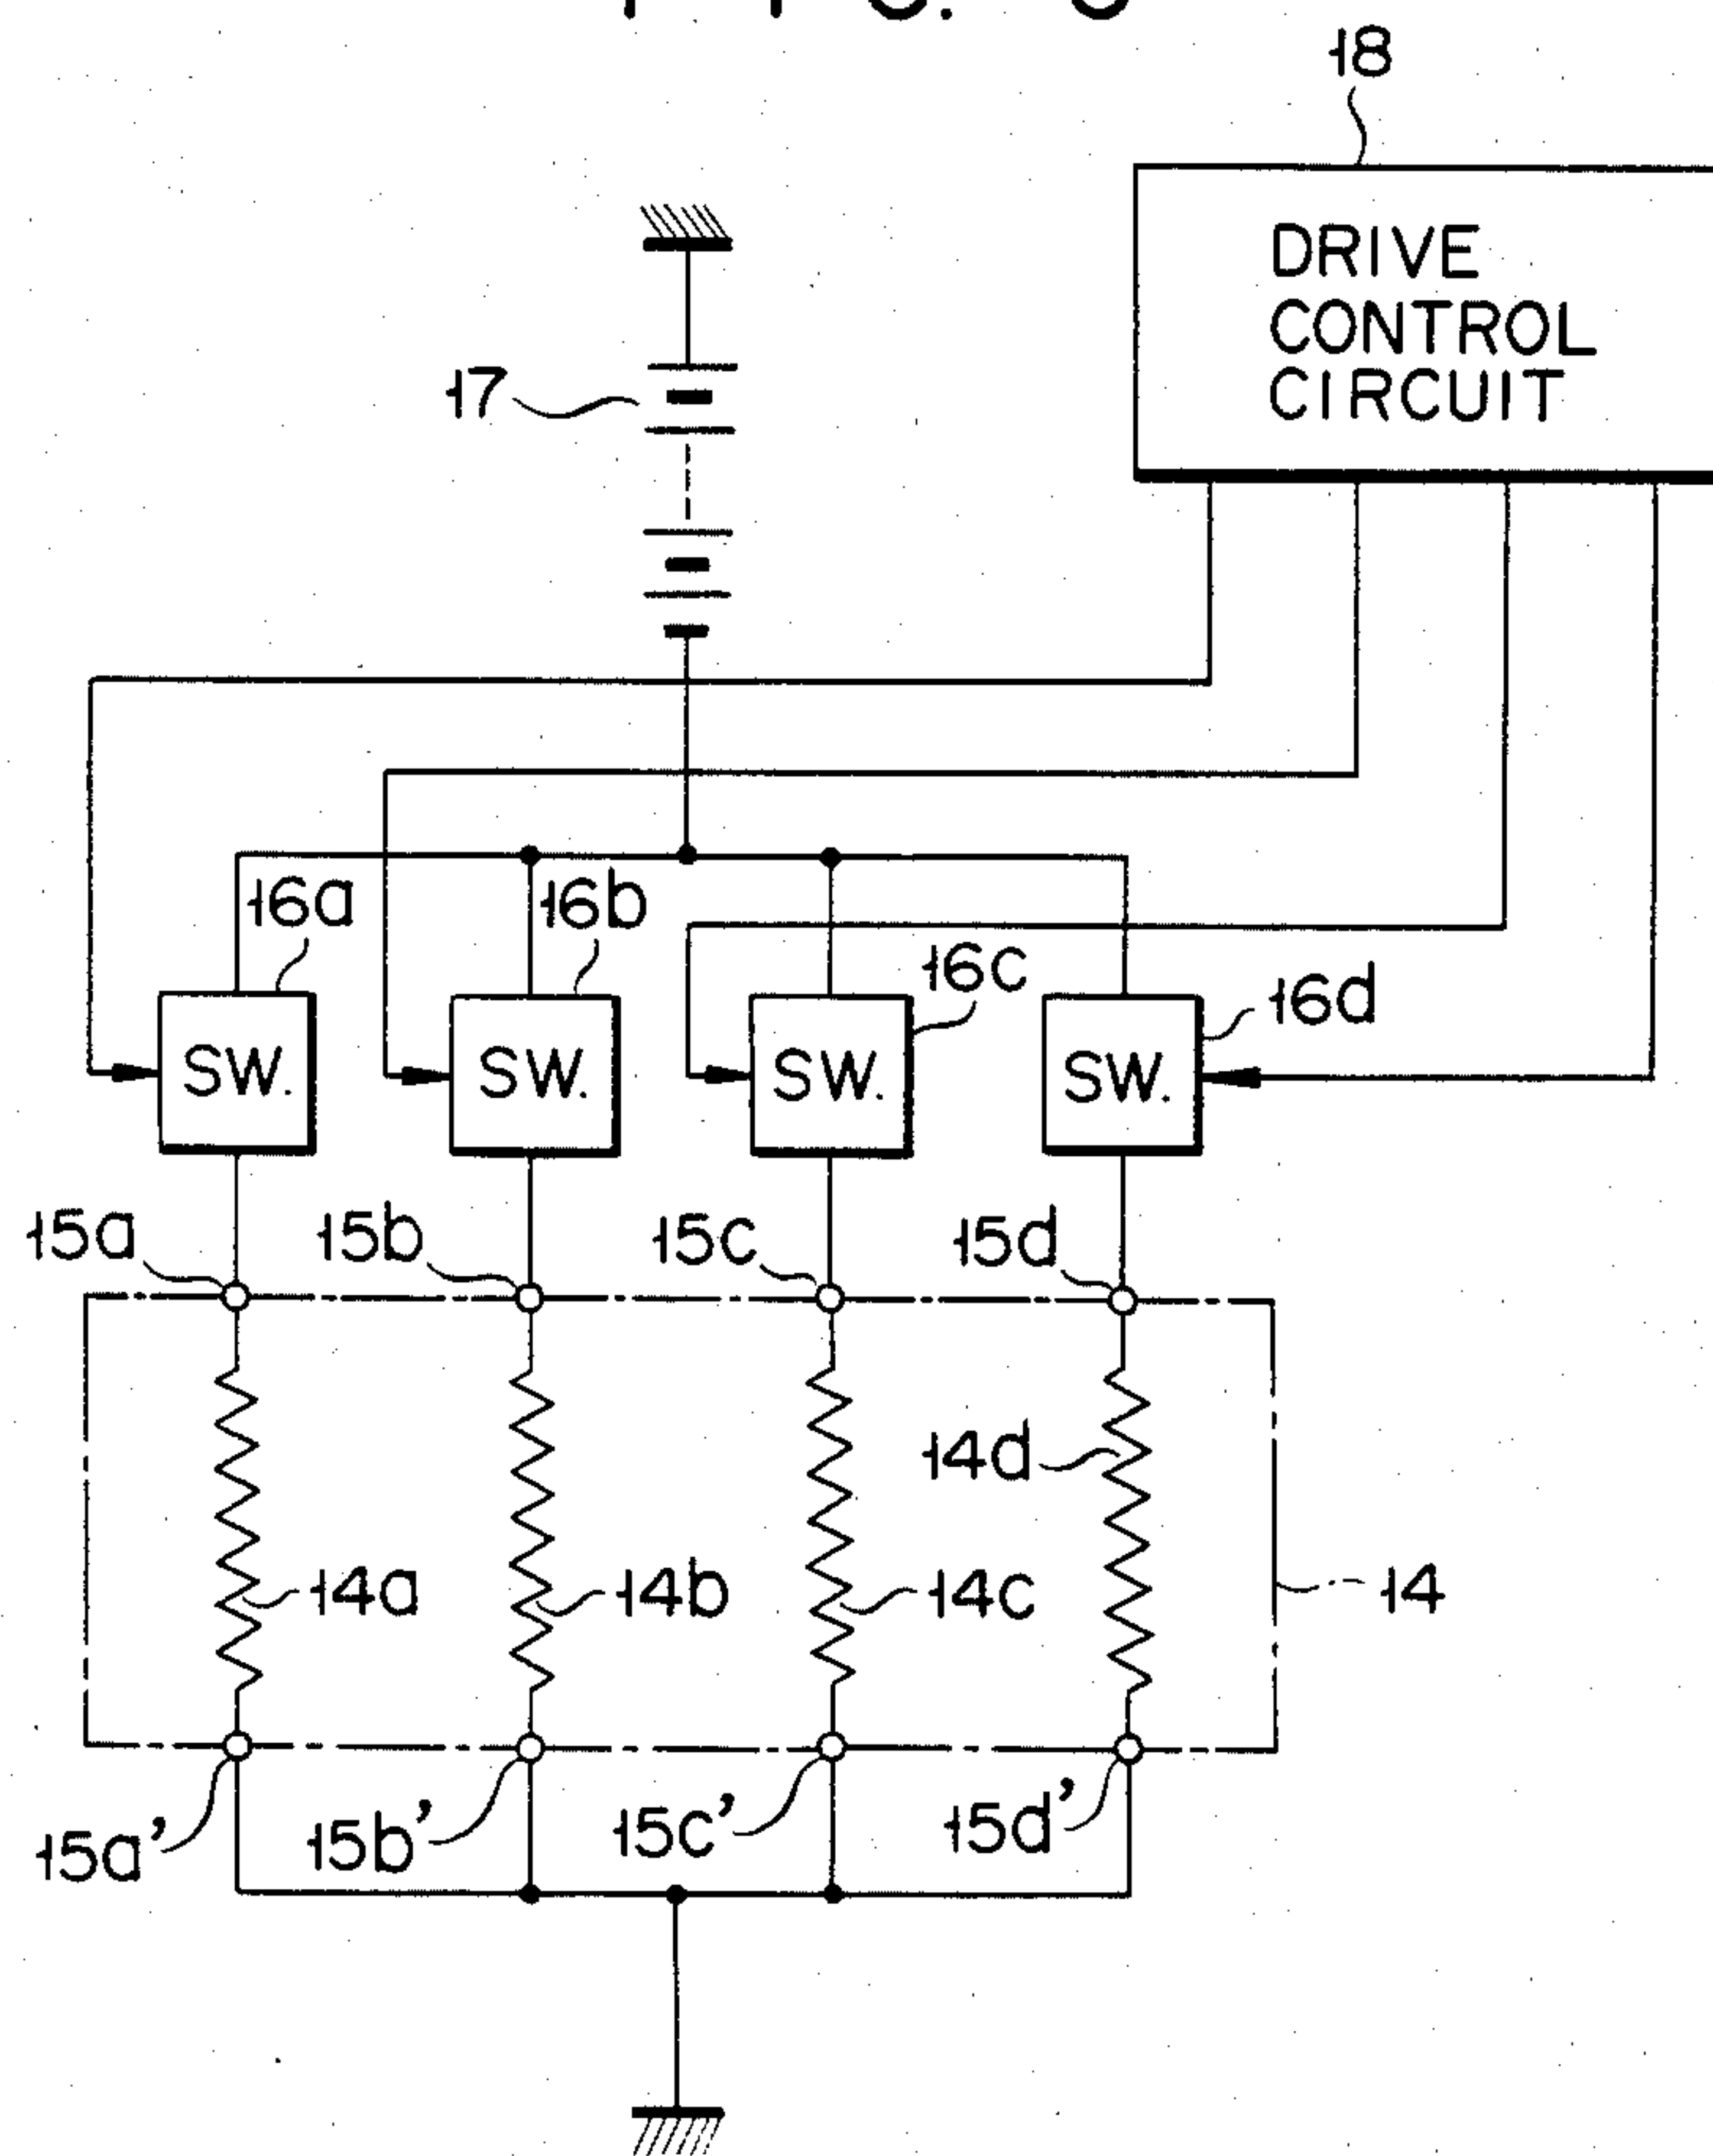 18
DRIVE
CONTROL
CIRCUIT
17
16a
16b
16c
16d
SW.
SW.
SW.
SW.
15a
15b
15c
15d
14d
14a
14b
14c
14
15a'
15b'
15c'
15d'